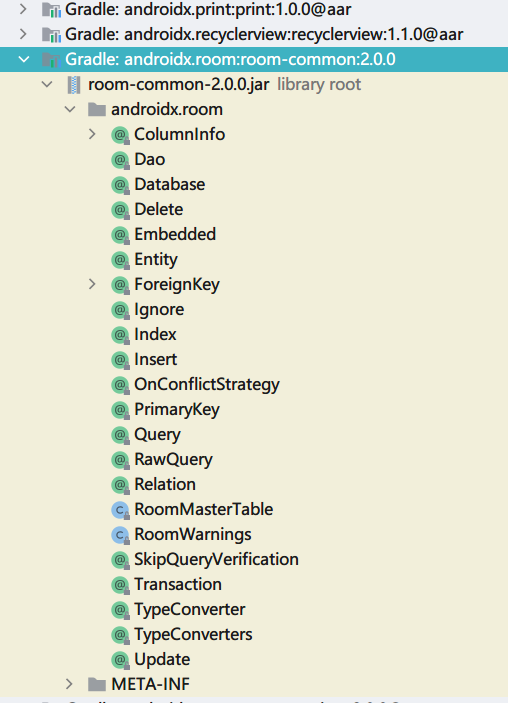 Gradle: androidx.print:print:1.0.0@aar
Gradle: androidx.recyclerview:recyclerview:1.1.0@aar
Gradle: androidx.room:room-common:2.0.0
room-common-2.0.0.jar library root
androidx.room
ColumnInfo
Dao
Database
Delete
Embedded
Entity
ForeignKey
Ignore
Index
Insert
OnConflictStrategy
PrimaryKey
Query
RawQuery
Relation
RoomMasterTable
RoomWarnings
SkipQueryVerification
Transaction
TypeConverter
TypeConverters
Update
META-INF